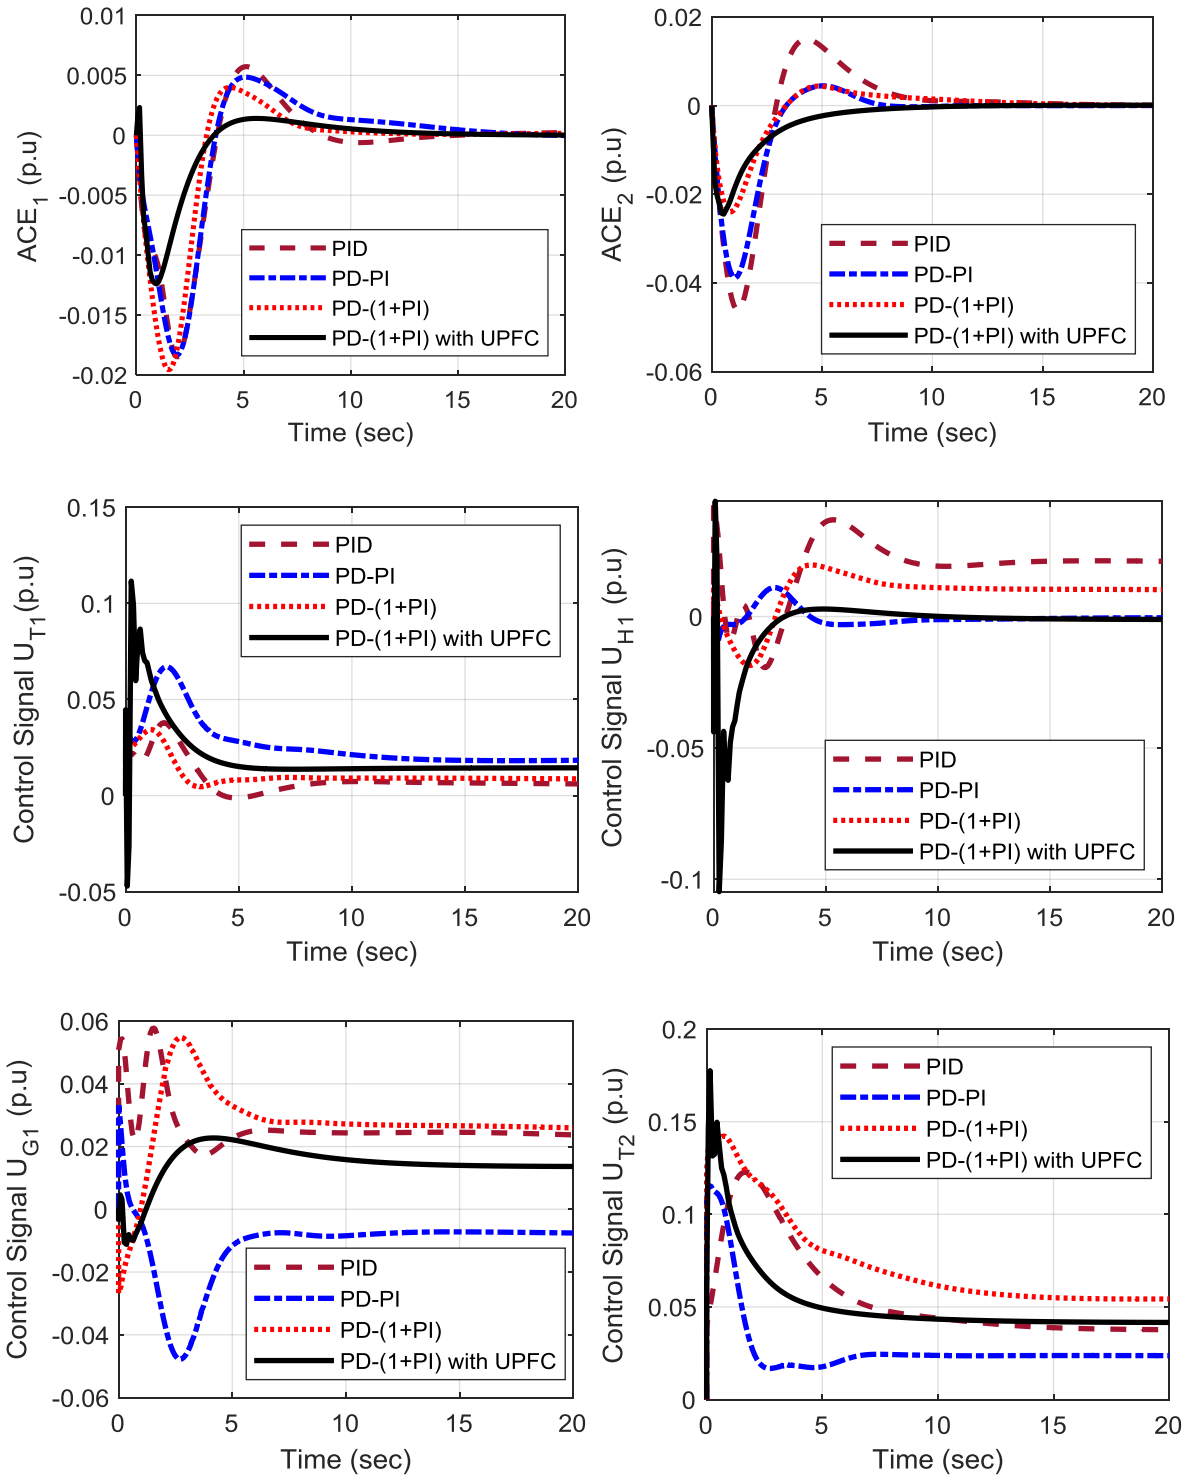 0.01
0.005
0
-0.005
-0.01
-0.015
-0.02
0
5
10
15
20
Time (sec)
ACE1 (p.u)
PID
PD-PI
PD-(1+PI)
PD-(1+PI) with UPFC
0.02
0
-0.02
-0.04
-0.06
0
5
10
15
20
Time (sec)
ACE2 (p.u)
PID
PD-PI
PD-(1+PI)
PD-(1+PI) with UPFC
0.15
0.1
0.05
0
-0.05
0
5
10
15
20
Time (sec)
Control Signal UT1(p.u)
PID
PD-PI
PD-(1+PI)
PD-(1+PI) with UPFC
0
-0.05
-0.1
0
5
10
15
20
Time (sec)
Control Signal UH1 (p.u)
PID
PD-PI
PD-(1+PI)
PD-(1+PI) with UPFC
0.06
0.04
0.02
0
-0.02
-0.04
-0.06
0
5
10
15
20
Time (sec)
Control Signal UG1 (p.u)
PID
PD-PI
PD-(1+PI)
PD-(1+PI) with UPFC
0.2
0.15
0.1
0.05
0
0
5
10
15
20
Time (sec)
Control Signal UT2 (p.u)
PID
PD-PI
PD-(1+PI)
PD-(1+PI) with UPFC